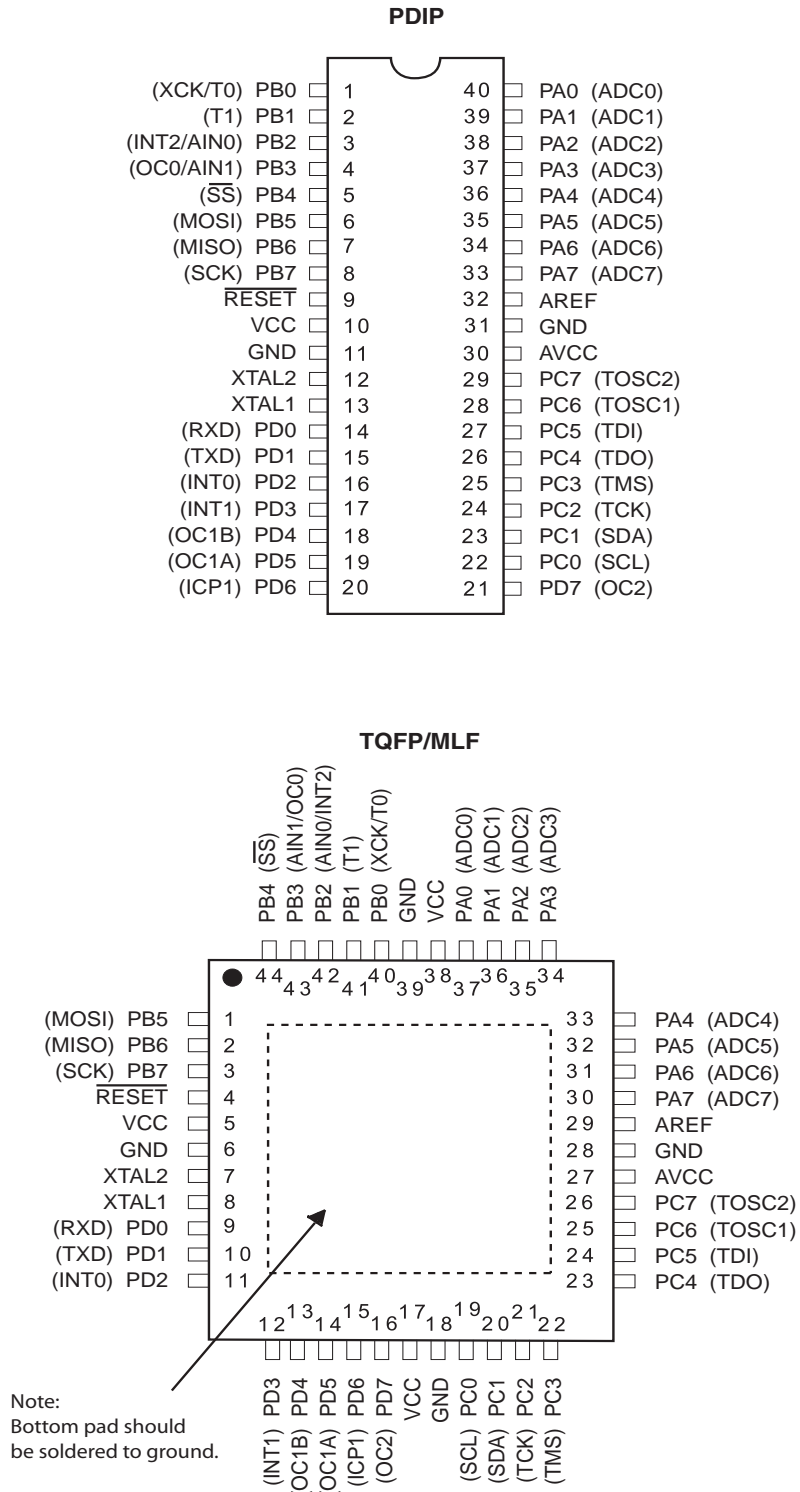 PDIP
(XCK/T0) PB0 1 40 PA0 (ADC0)
(T1) PB1 2 39 PA1 (ADC1)
(INT2/AIN0) PB2 3 38 PA2 (ADC2)
(OC0/AIN1) PB3 4 37 PA3 (ADC3)
(S̅S̅) PB4 5 36 PA4 (ADC4)
(MOSI) PB5 6 35 PA5 (ADC5)
(MISO) PB6 7 34 PA6 (ADC6)
(SCK) PB7 8 33 PA7 (ADC7)
R̅E̅S̅E̅T̅ 9 32 AREF
VCC 10 31 GND
GND 11 30 AVCC
XTAL2 12 29 PC7 (TOSC2)
XTAL1 13 28 PC6 (TOSC1)
(RXD) PD0 14 27 PC5 (TDI)
(TXD) PD1 15 26 PC4 (TDO)
(INT0) PD2 16 25 PC3 (TMS)
(INT1) PD3 17 24 PC2 (TCK)
(OC1B) PD4 18 23 PC1 (SDA)
(OC1A) PD5 19 22 PC0 (SCL)
(ICP1) PD6 20 21 PD7 (OC2)
TQFP/MLF
PB4 (S̅S̅)
PB3 (AIN1/OC0)
PB2 (AIN0/INT2)
PB1 (T1)
PB0 (XCK/T0)
GND
VCC
PA0 (ADC0)
PA1 (ADC1)
PA2 (ADC2)
PA3 (ADC3)
44 43 42 41 40 39 38 37 36 35 34
(MOSI) PB5 1 33 PA4 (ADC4)
(MISO) PB6 2 32 PA5 (ADC5)
(SCK) PB7 3 31 PA6 (ADC6)
R̅E̅S̅E̅T̅ 4 30 PA7 (ADC7)
VCC 5 29 AREF
GND 6 28 GND
XTAL2 7 27 AVCC
XTAL1 8 26 PC7 (TOSC2)
(RXD) PD0 9 25 PC6 (TOSC1)
(TXD) PD1 10 24 PC5 (TDI)
(INT0) PD2 11 23 PC4 (TDO)
12 13 14 15 16 17 18 19 20 21 22
(INT1) PD3
(OC1B) PD4
(OC1A) PD5
(ICP1) PD6
(OC2) PD7
VCC
GND
(SCL) PC0
(SDA) PC1
(TCK) PC2
(TMS) PC3
Note:
Bottom pad should
be soldered to ground.